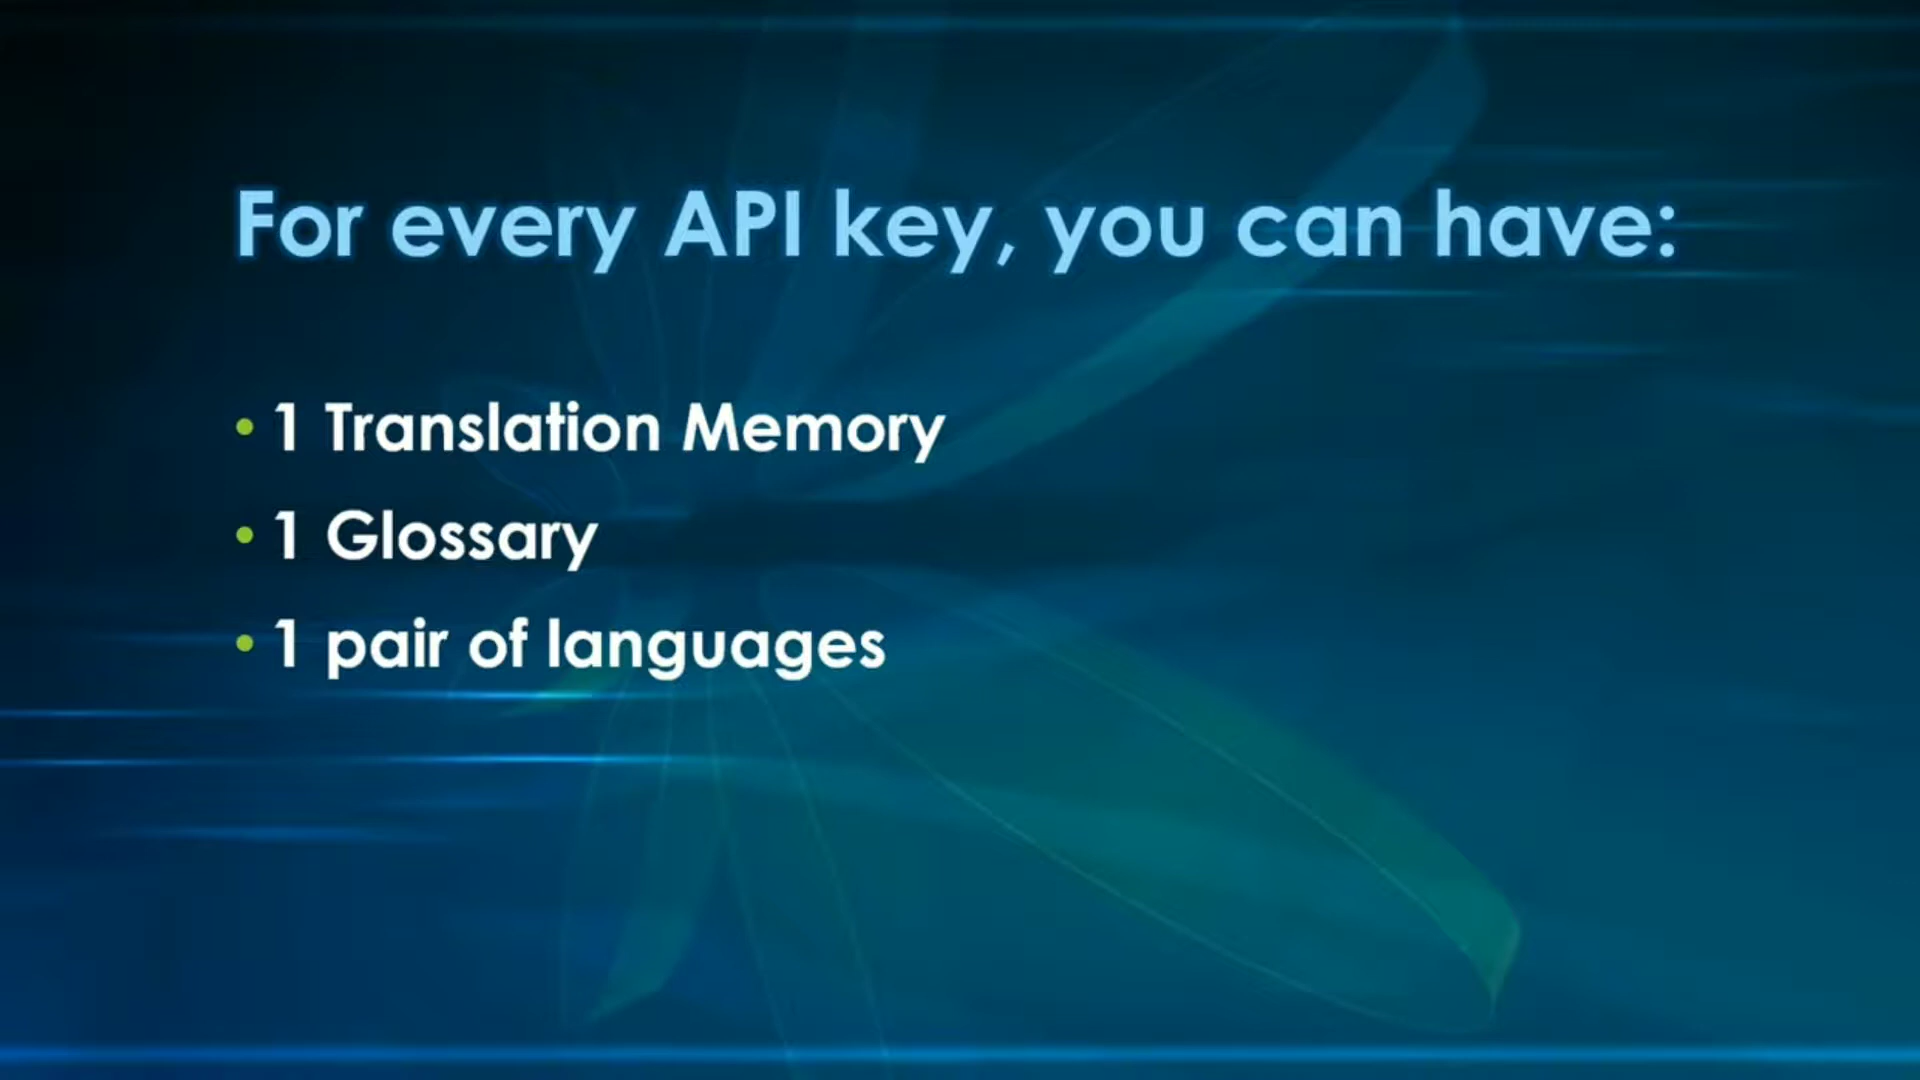 For every API key, you can have:
• 1 Translation Memory
• 1 Glossary
• 1 pair of languages